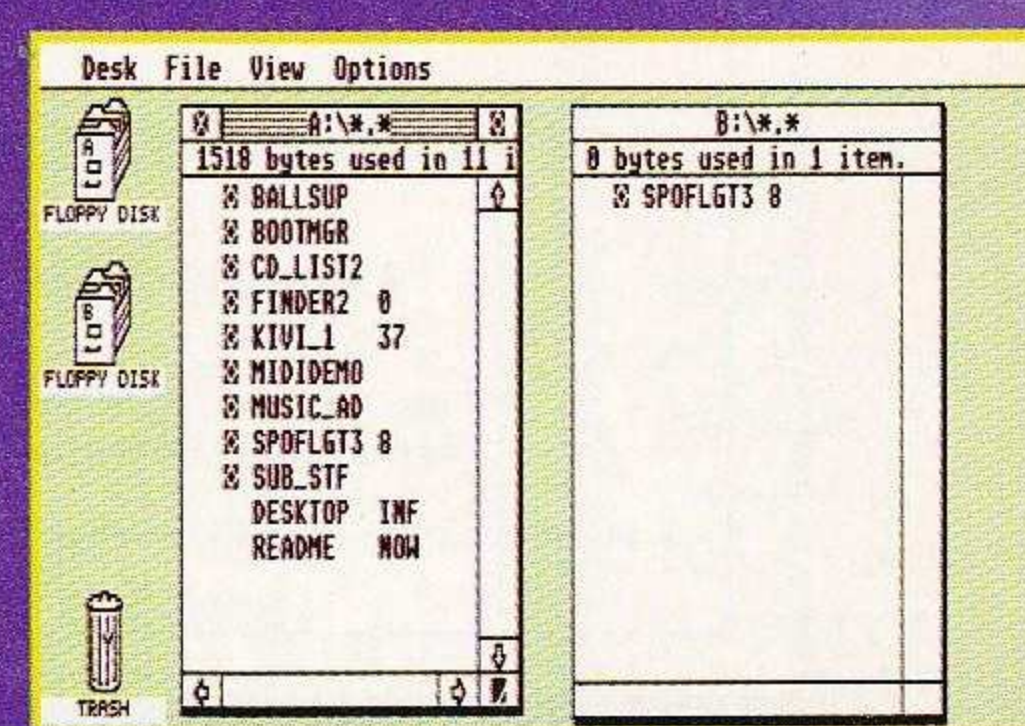 Desk File View Options
A:\*.*
1518 bytes used in 11 i
BALLSUP
BOOTMGR
CD_LIST2
FINDER2 0
KIVI_1 37
MIDIDEMO
MUSIC_AD
SPOFLGT3 8
SUB_STF
DESKTOP INF
README NOW
B:\*.*
0 bytes used in 1 item.
SPOFLGT3 8
A
FLOPPY DISK
B
FLOPPY DISK
TRASH